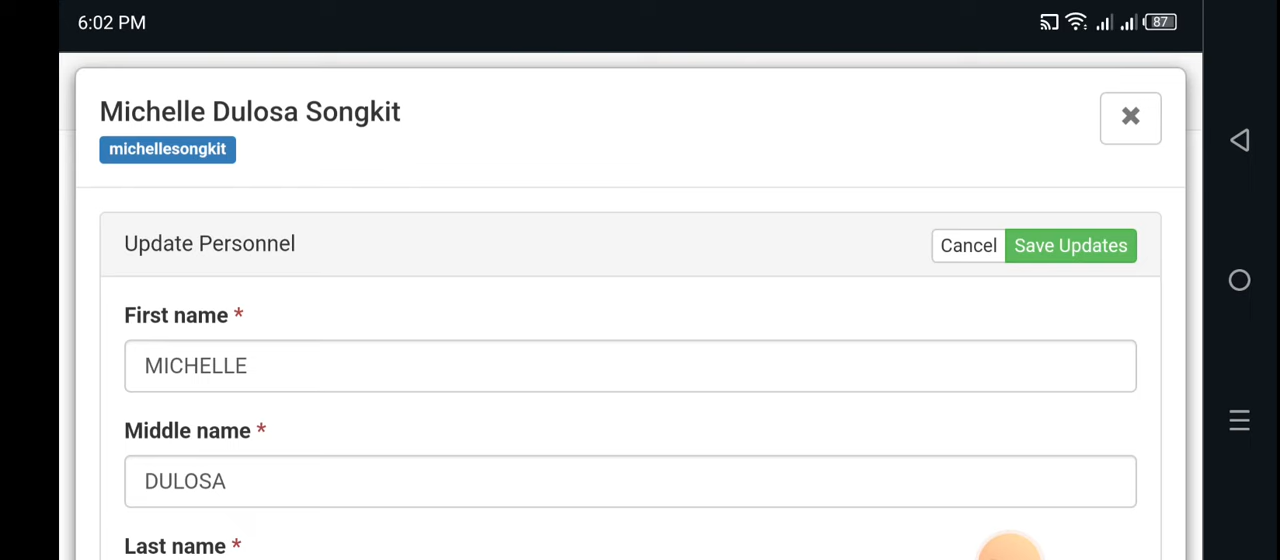 6:02 PM
87
Michelle Dulosa Songkit
michellesongkit
Update Personnel
Cancel
Save Updates
First name *
MICHELLE
Middle name *
DULOSA
Last name *